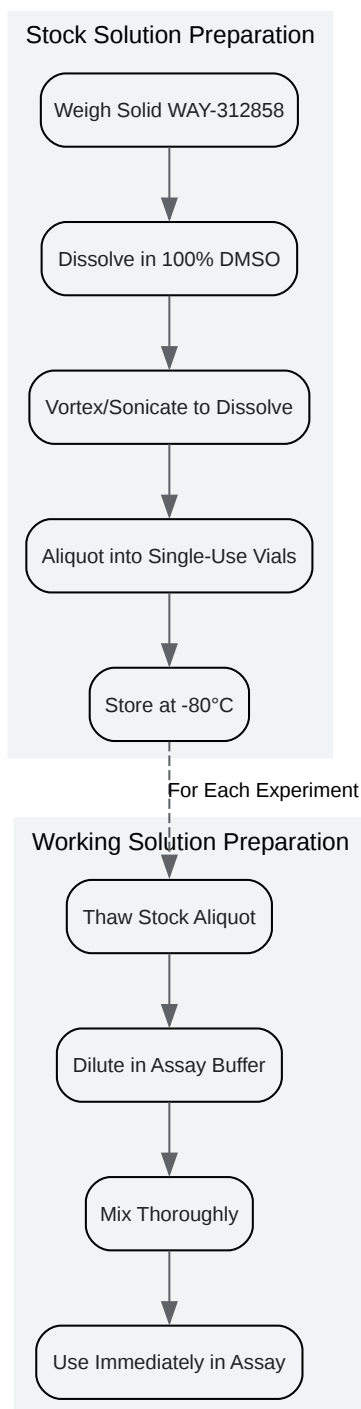 Stock Solution Preparation
Weigh Solid WAY-312858
Dissolve in 100% DMSO
Vortex/Sonicate to Dissolve
Aliquot into Single-Use Vials
Store at -80°C
For Each Experiment
Working Solution Preparation
Thaw Stock Aliquot
Dilute in Assay Buffer
Mix Thoroughly
Use Immediately in Assay